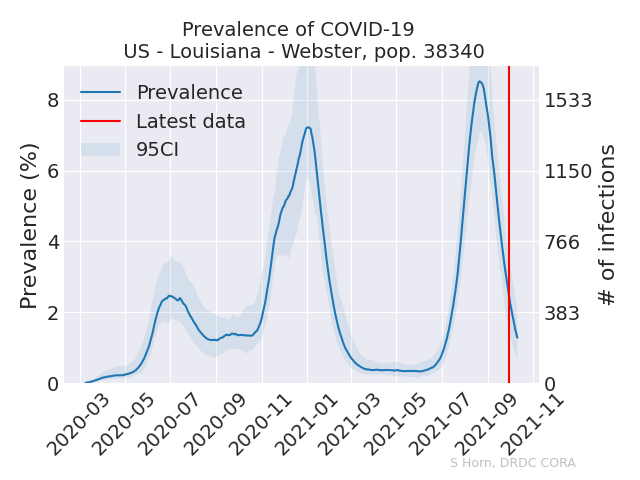 Prevalence of COVID-19
US - Louisiana - Webster, pop. 38340
Prevalence
Latest data
95CI
Prevalence (%)
8
6
4
2
0
# of infections
1533
1150
766
383
0
2020-03
2020-05
2020-07
2020-09
2020-11
2021-01
2021-03
2021-05
2021-07
2021-09
2021-11
S Horn, DRDC CORA